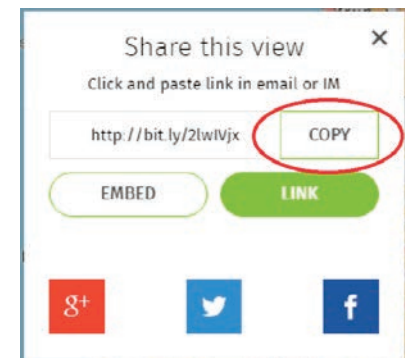 Share this view
Click and paste link in email or IM
http://bit.ly/2lwIVjx COPY
EMBED LINK
g+ f